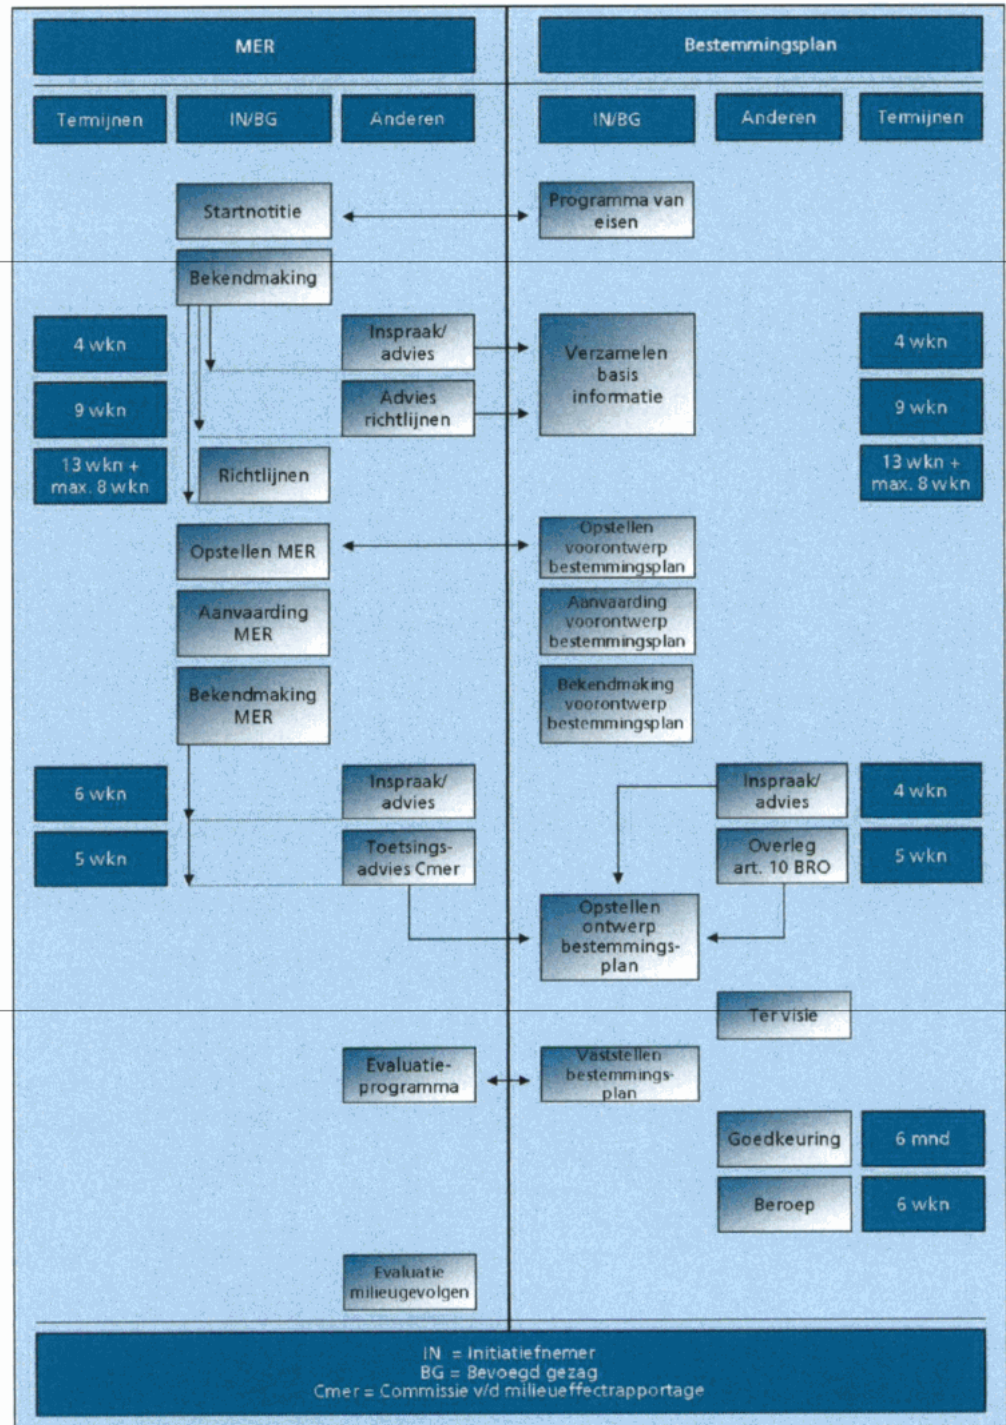 MER
Bestemmingsplan
Termijnen
IN/BG
Anderen
IN/BG
Anderen
Termijnen
Startnotitie
Programma van
eisen
Bekendmaking
4 wkn
Inspraak/
advies
Verzamelen
basis
informatie
4 wkn
9 wkn
Advies
richtlijnen
9 wkn
13 wkn +
max. 8 wkn
Richtlijnen
13 wkn +
max. 8 wkn
Opstellen MER
Opstellen
voorontwerp
bestemmingsplan
Aanvaarding
MER
Aanvaarding
voorontwerp
bestemmingsplan
Bekendmaking
MER
Bekendmaking
voorontwerp
bestemmingsplan
6 wkn
Inspraak/
advies
Inspraak/
advies
4 wkn
5 wkn
Toetsings-
advies Cmer
Overleg
art. 10 BRO
5 wkn
Opstellen
ontwerp
bestemmings-
plan
Ter visie
Evaluatie-
programma
Vaststellen
bestemmings-
plan
Goedkeuring
6 mnd
Beroep
6 wkn
Evaluatie
milieugevolgen
IN = Initiatiefnemer
BG = Bevoegd gezag
Cmer = Commissie v/d milieueffectrapportage